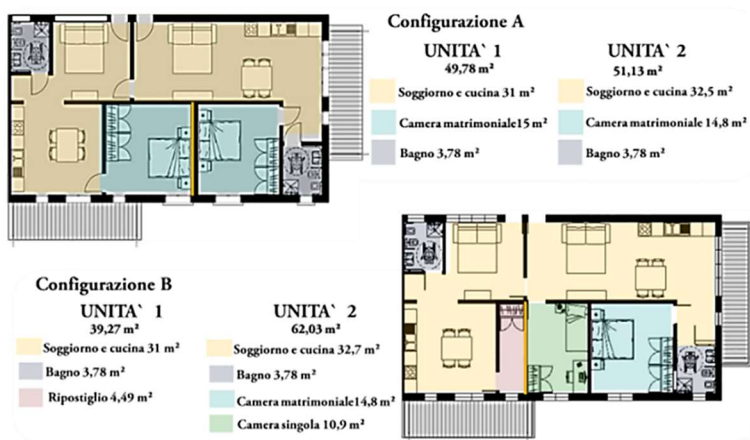 Configurazione A
UNITA` 1
49,78 m²
Soggiorno e cucina 31 m²
Camera matrimoniale15 m²
Bagno 3,78 m²
UNITA` 2
51,13 m²
Soggiorno e cucina 32,5 m²
Camera matrimoniale 14,8 m²
Bagno 3,78 m²
Configurazione B
UNITA` 1
39,27 m²
Soggiorno e cucina 31 m²
Bagno 3,78 m²
Ripostiglio 4,49 m²
UNITA` 2
62,03 m²
Soggiorno e cucina 32,7 m²
Bagno 3,78 m²
Camera matrimoniale14,8 m²
Camera singola 10,9 m²